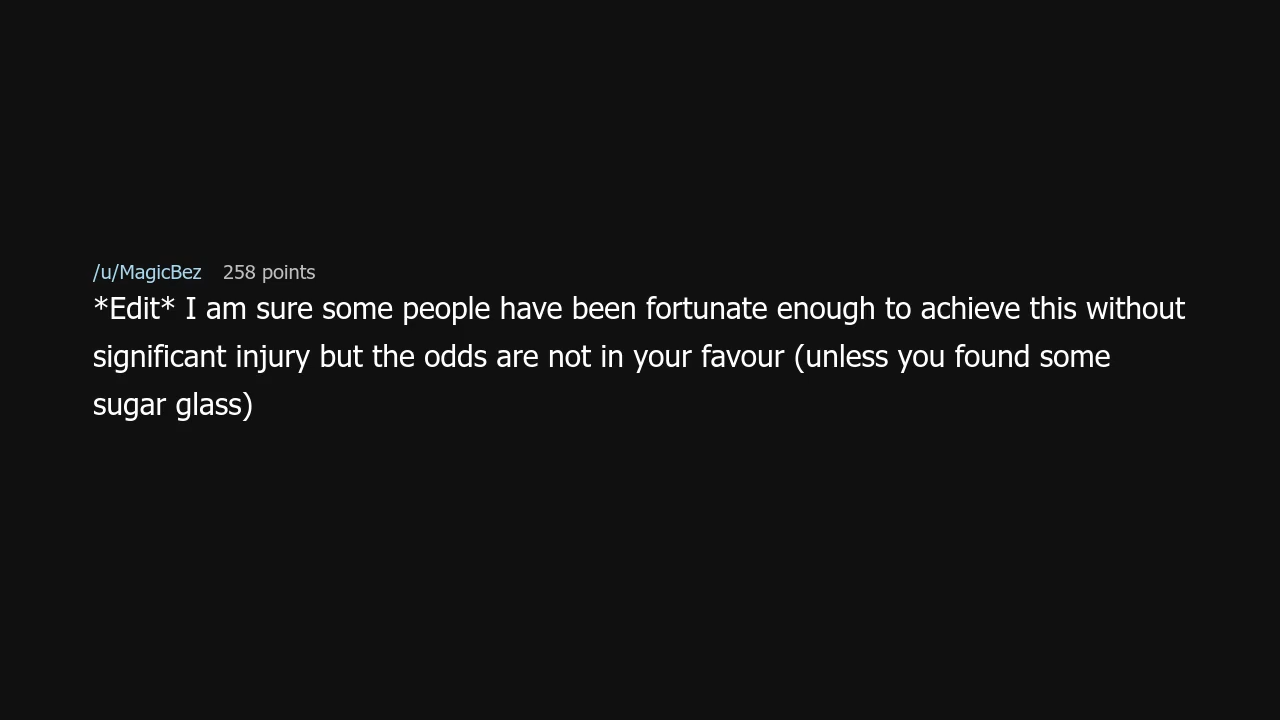 /u/MagicBez 258 points
*Edit* I am sure some people have been fortunate enough to achieve this without
significant injury but the odds are not in your favour (unless you found some
sugar glass)